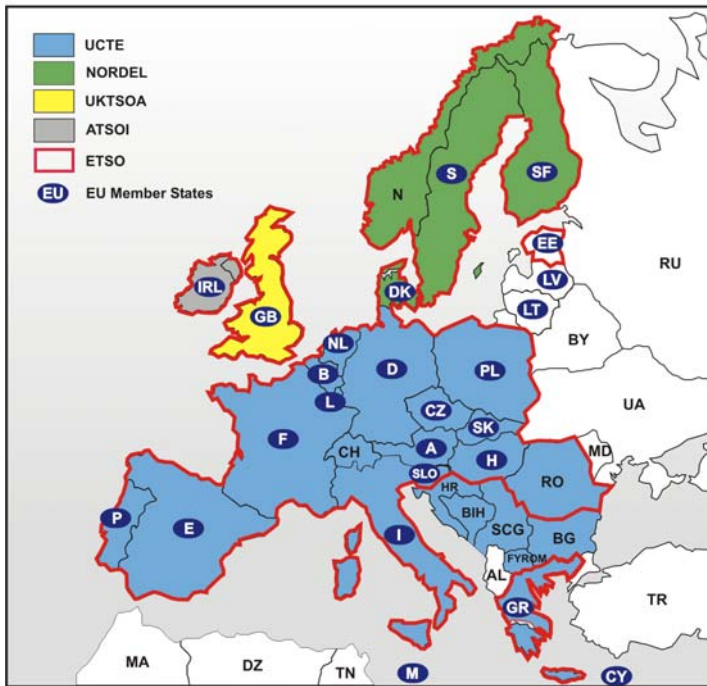 UCTE
NORDEL
UKTSOA
ATSOI
ETSO
EU EU Member States
N
S
SF
RU
EE
LV
LT
IRL
GB
DK
BY
NL
B
D
PL
L
CZ
UA
SK
F
CH
A
H
MD
SLO
RO
HR
P
E
I
BIH
SCG
BG
FYROM
AL
GR
TR
MA
DZ
TN
M
CY